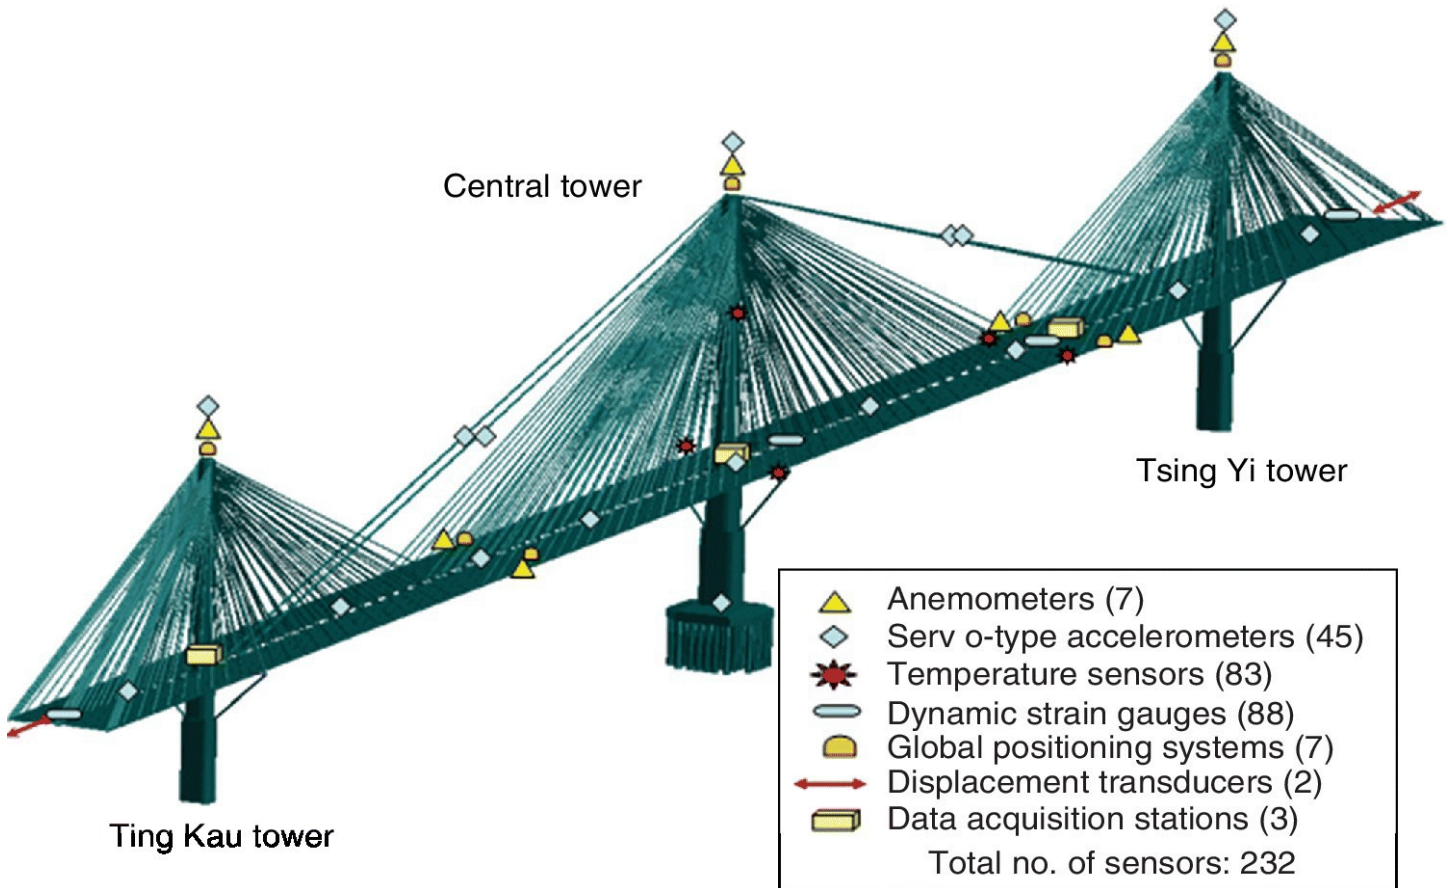 Central tower
Tsing Yi tower
Ting Kau tower
Anemometers (7)
Serv o-type accelerometers (45)
Temperature sensors (83)
Dynamic strain gauges (88)
Global positioning systems (7)
Displacement transducers (2)
Data acquisition stations (3)
Total no. of sensors: 232